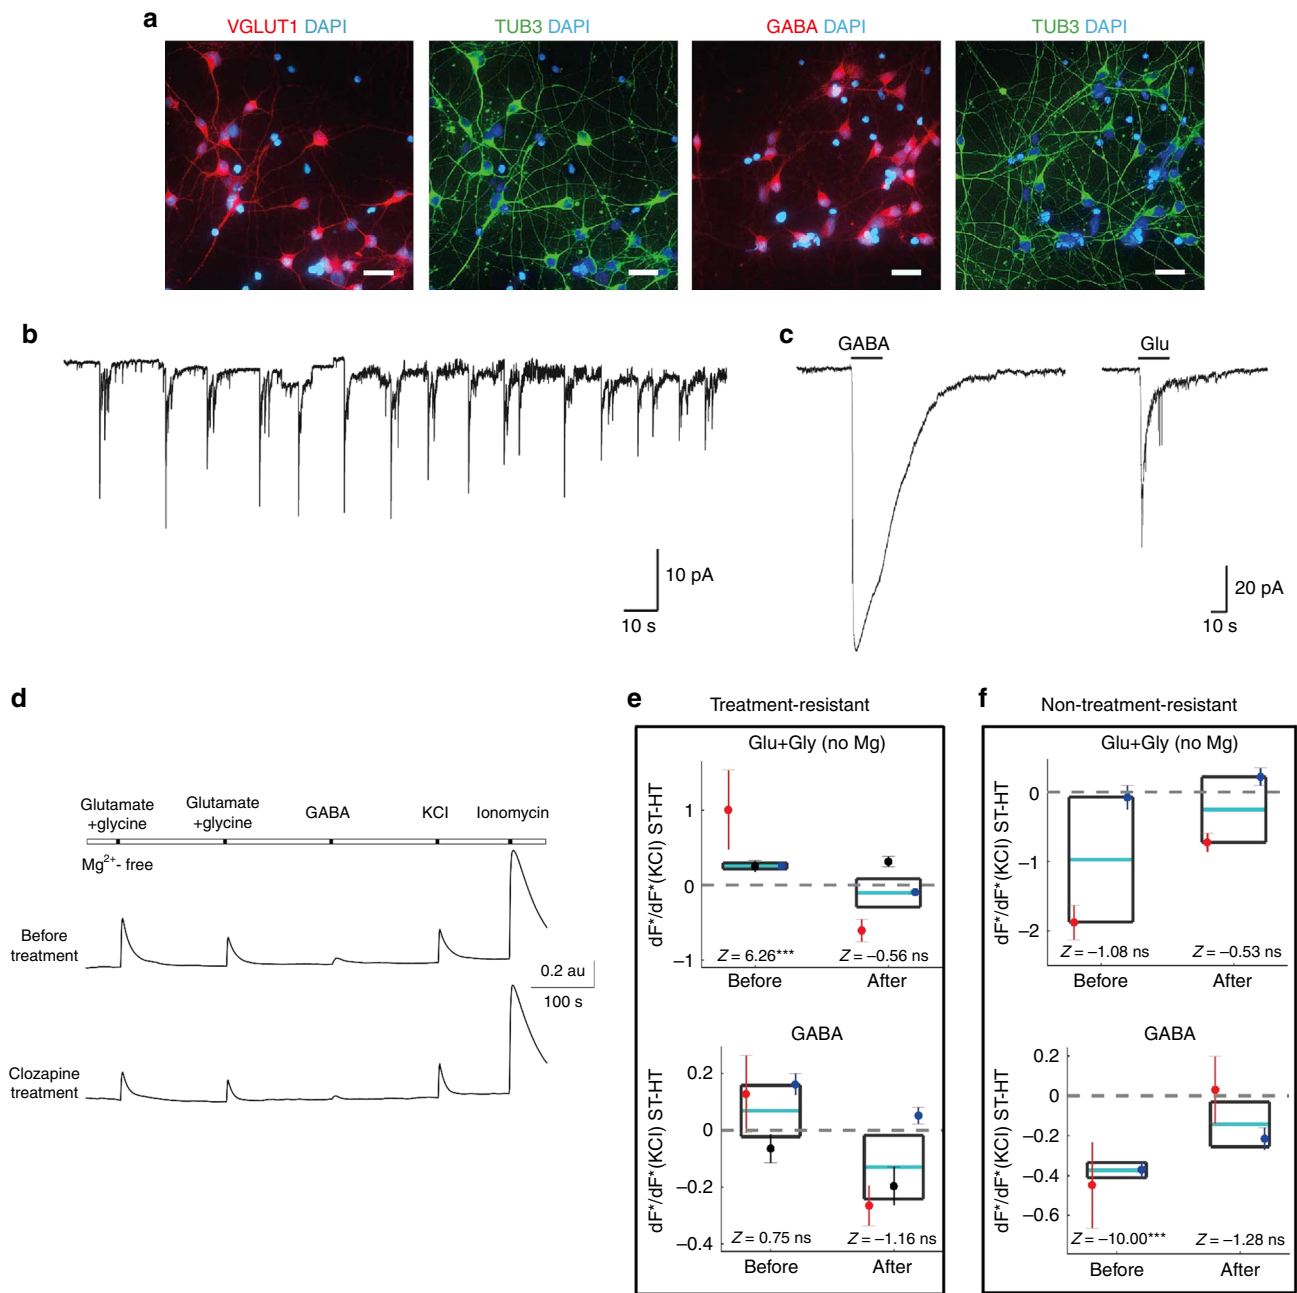 a
VGLUT1 DAPI
TUB3 DAPI
GABA DAPI
TUB3 DAPI
b
10 pA
10 s
c
GABA
Glu
20 pA
10 s
d
Glutamate
+glycine
Glutamate
+glycine
GABA
KCl
Ionomycin
Mg²⁺- free
Before
treatment
0.2 au
100 s
Clozapine
treatment
e
Treatment-resistant
Glu+Gly (no Mg)
dF*/dF*(KCl) ST-HT
1
0
–1
Z = 6.26***
Z = –0.56 ns
Before
After
GABA
dF*/dF*(KCl) ST-HT
0.2
0
–0.2
–0.4
Z = 0.75 ns
Z = –1.16 ns
Before
After
f
Non-treatment-resistant
Glu+Gly (no Mg)
dF*/dF*(KCl) ST-HT
0
–1
–2
Z = –1.08 ns
Z = –0.53 ns
Before
After
GABA
dF*/dF*(KCl) ST-HT
0.2
0
–0.2
–0.4
–0.6
Z = –10.00***
Z = –1.28 ns
Before
After